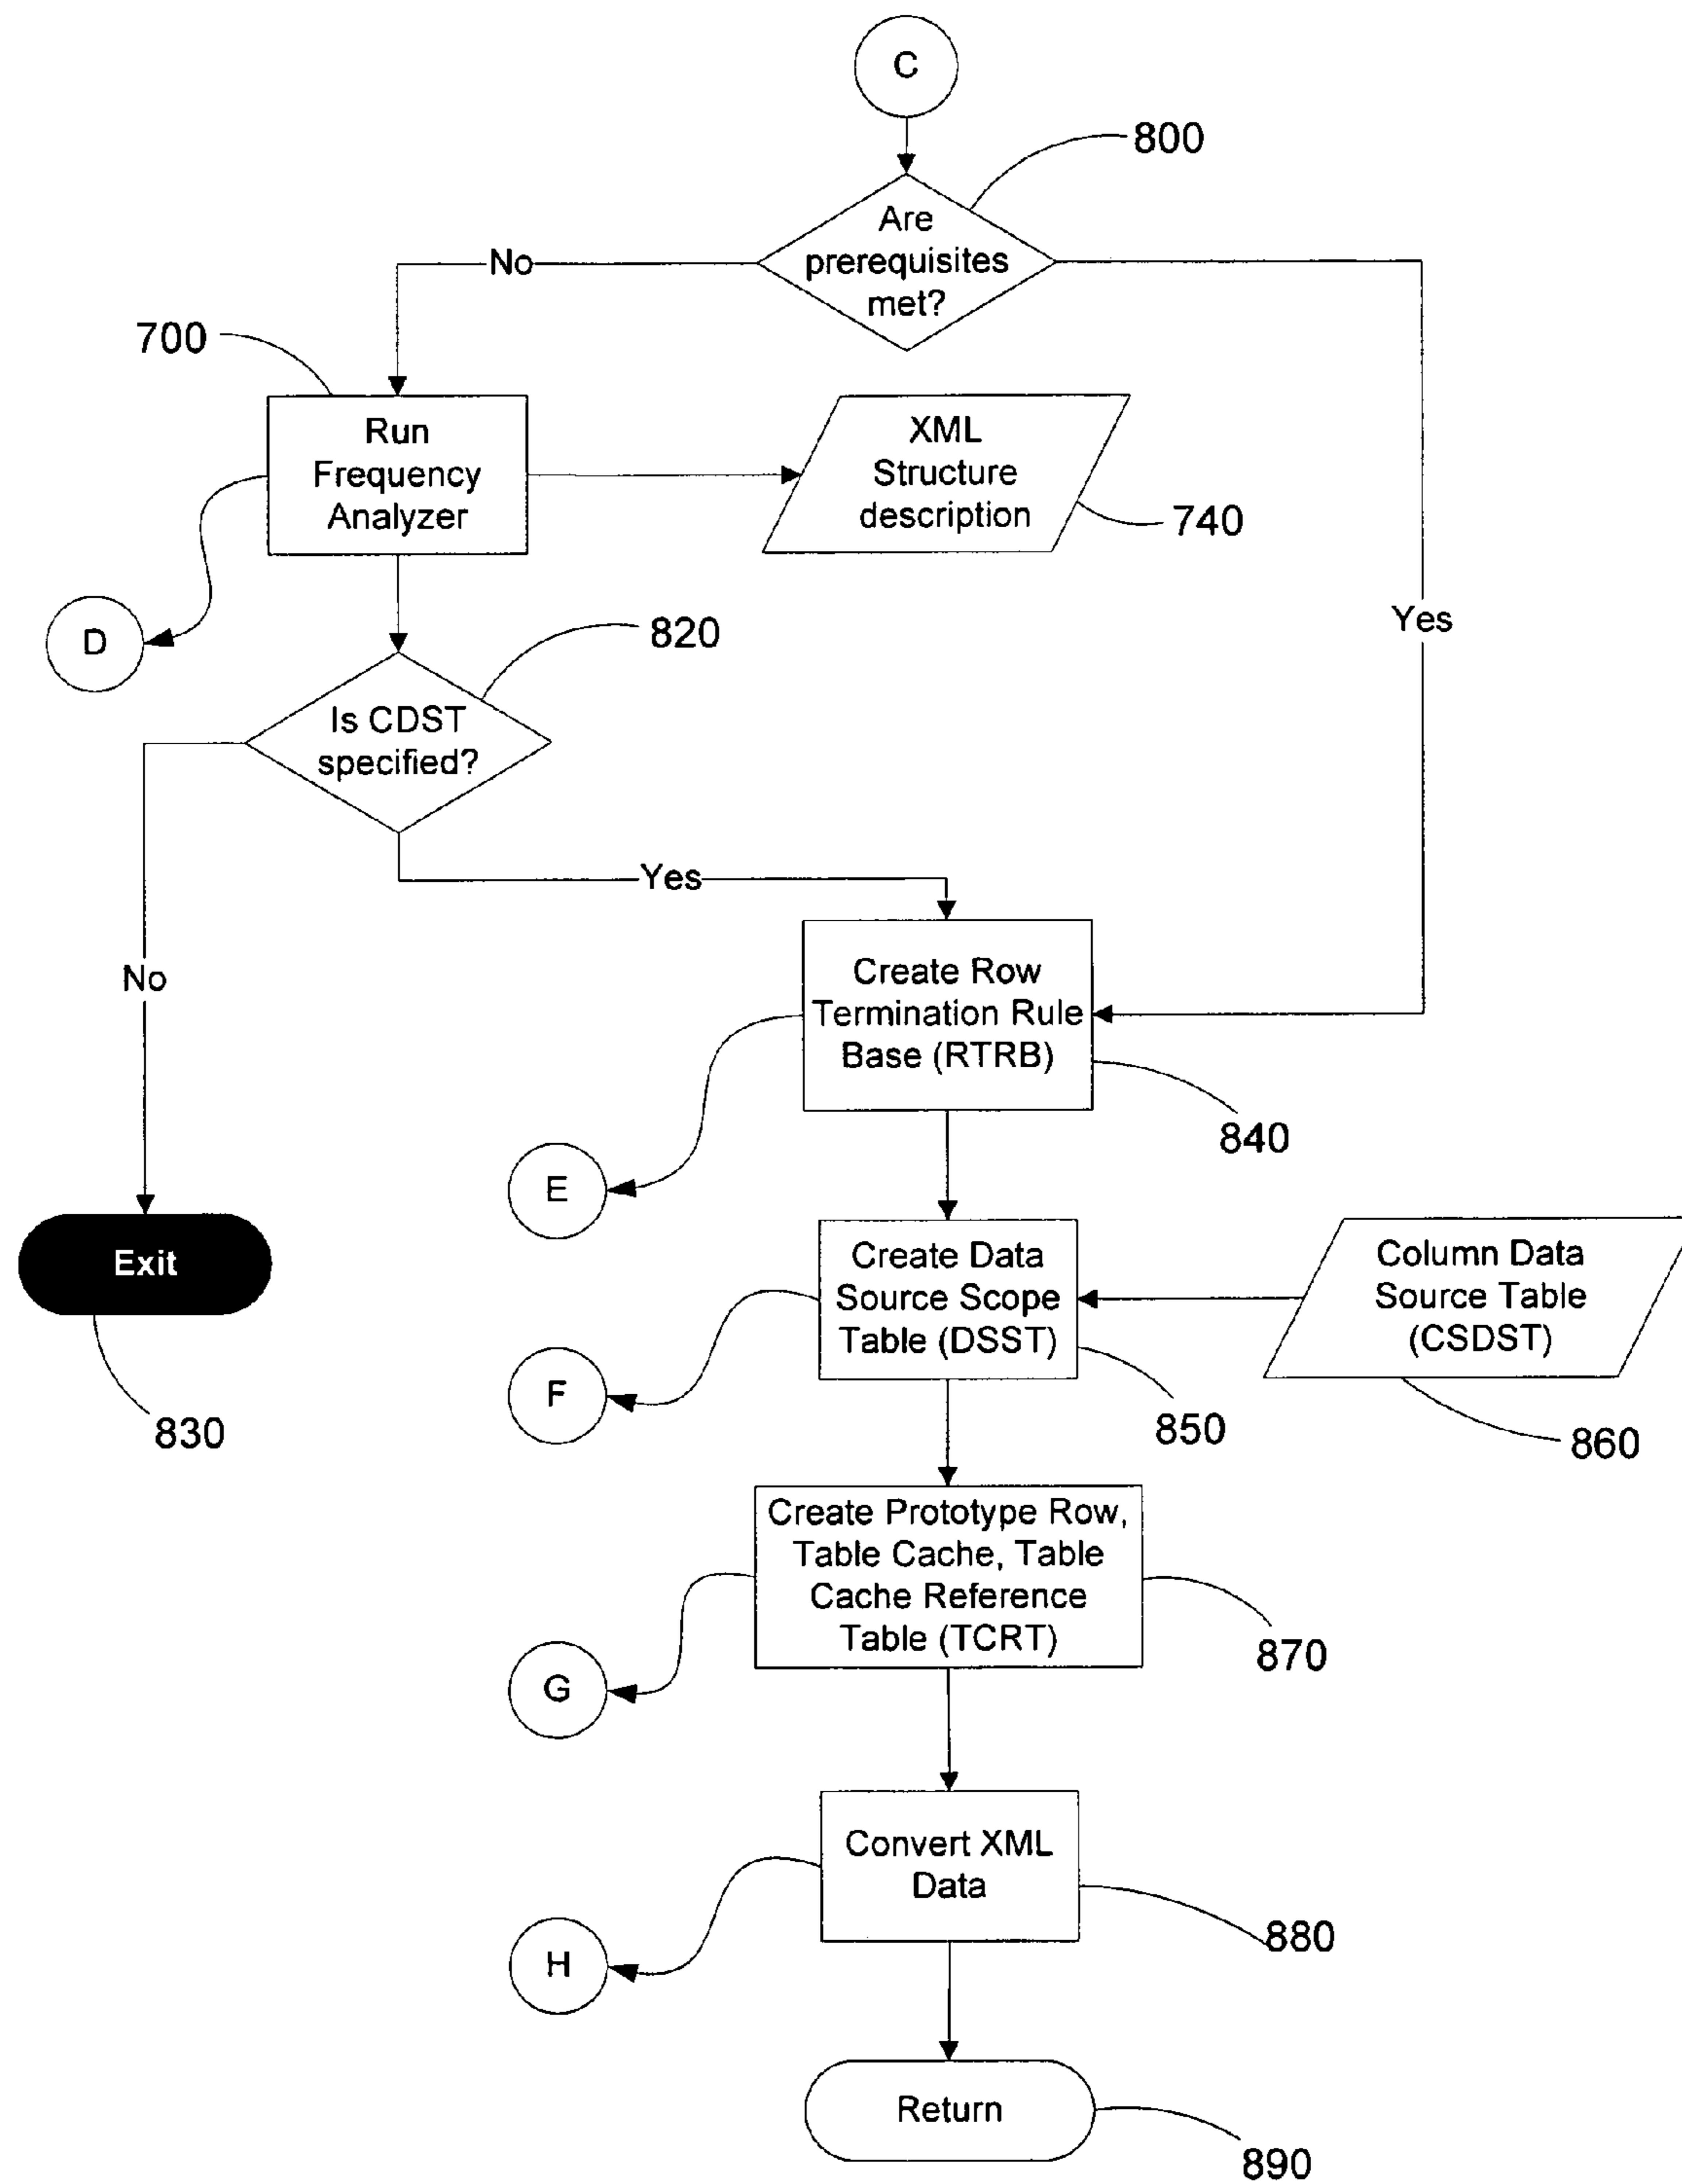 C
800
Are
prerequisites
met?
No
700
Run
Frequency
Analyzer
XML
Structure
description
740
Yes
D
820
Is CDST
specified?
Yes
No
Create Row
Termination Rule
Base (RTRB)
840
E
Exit
830
Create Data
Source Scope
Table (DSST)
850
Column Data
Source Table
(CSDST)
860
F
Create Prototype Row,
Table Cache, Table
Cache Reference
Table (TCRT)
870
G
Convert XML
Data
880
H
Return
890